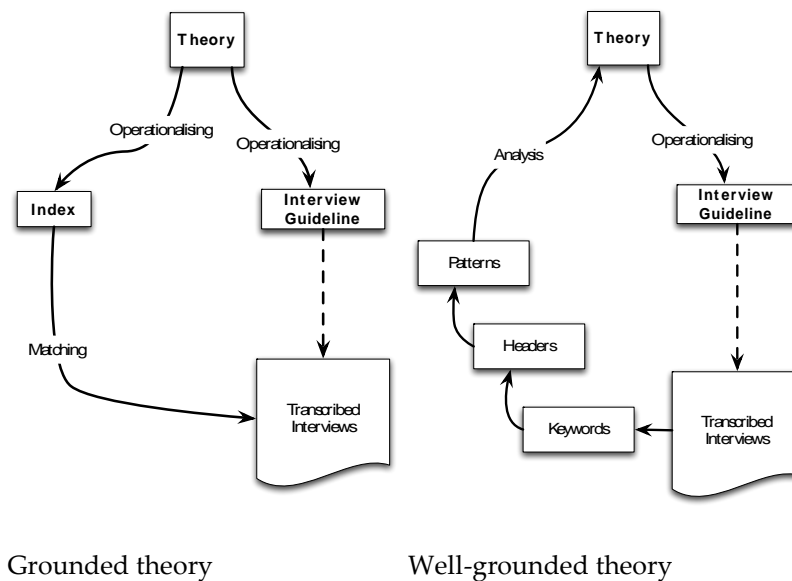 Theory
Operationalising
Operationalising
Index
Interview
Guideline
Matching
Transcribed
Interviews
Theory
Analysis
Operationalising
Interview
Guideline
Patterns
Headers
Keywords
Transcribed
Interviews
Grounded theory
Well-grounded theory